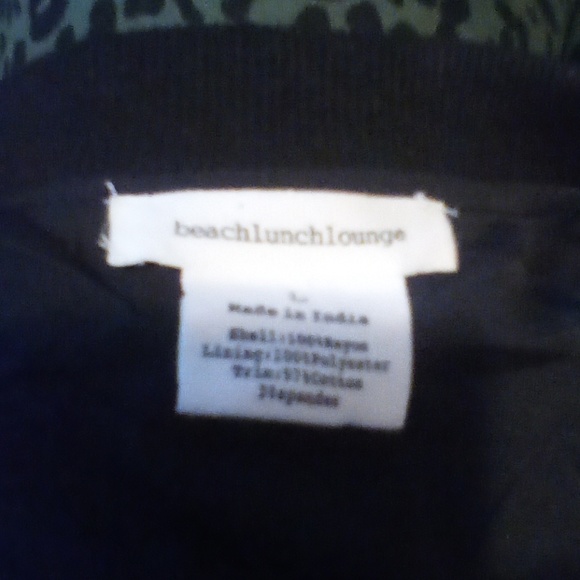 beachlunchlounge
L
Made in India
Shell:100%Rayon
Lining:100%Polyester
Trim:97%Cotton
3%spandex